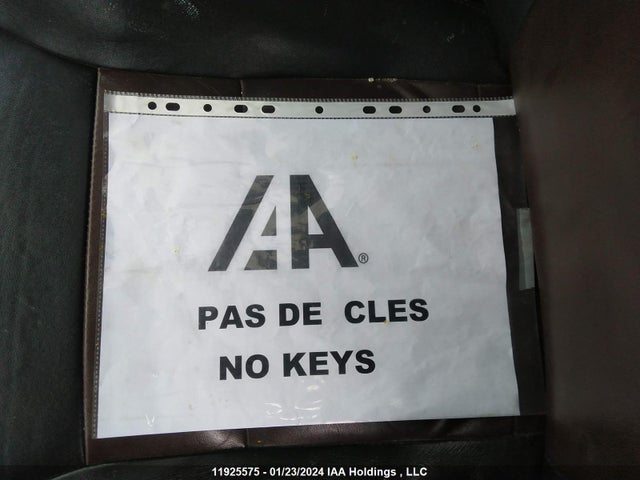 IAA®
PAS DE CLES
NO KEYS
11925575 - 01/23/2024 IAA Holdings , LLC